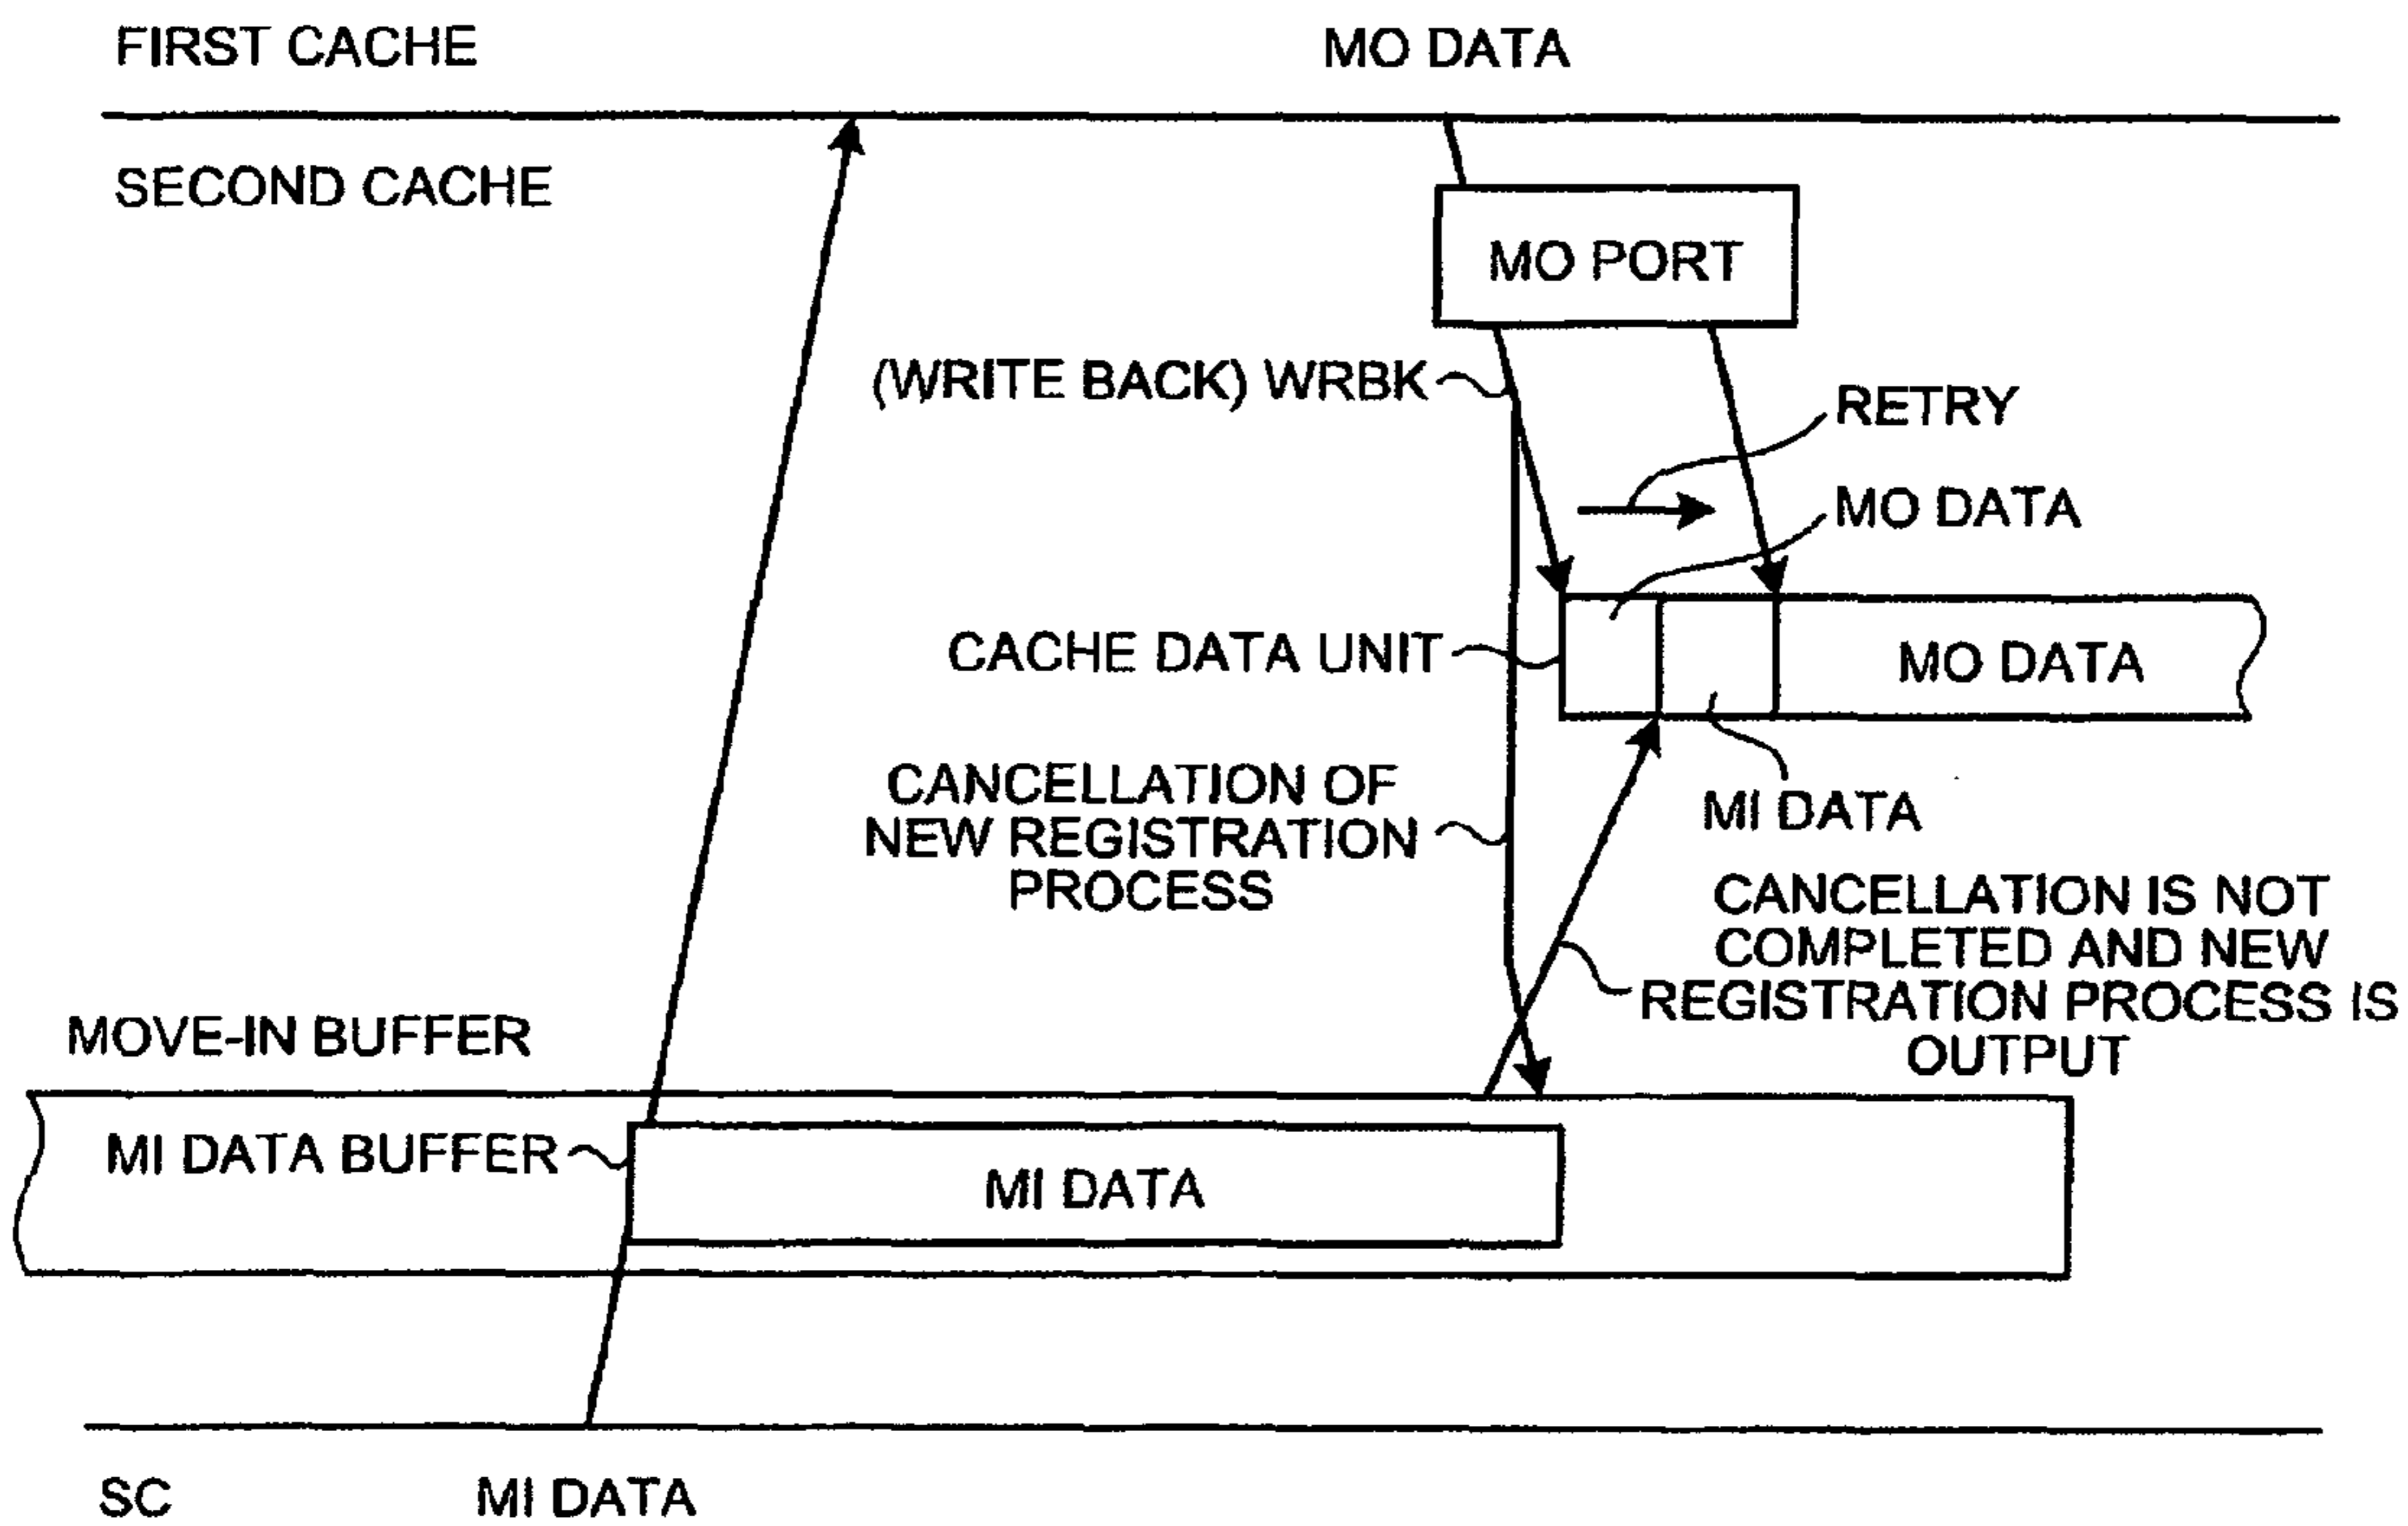 FIRST CACHE
MO DATA
SECOND CACHE
MO PORT
(WRITE BACK) WRBK
RETRY
MO DATA
CACHE DATA UNIT
MO DATA
CANCELLATION OF
NEW REGISTRATION
PROCESS
MI DATA
CANCELLATION IS NOT
COMPLETED AND NEW
REGISTRATION PROCESS IS
OUTPUT
MOVE-IN BUFFER
MI DATA BUFFER
MI DATA
SC
MI DATA